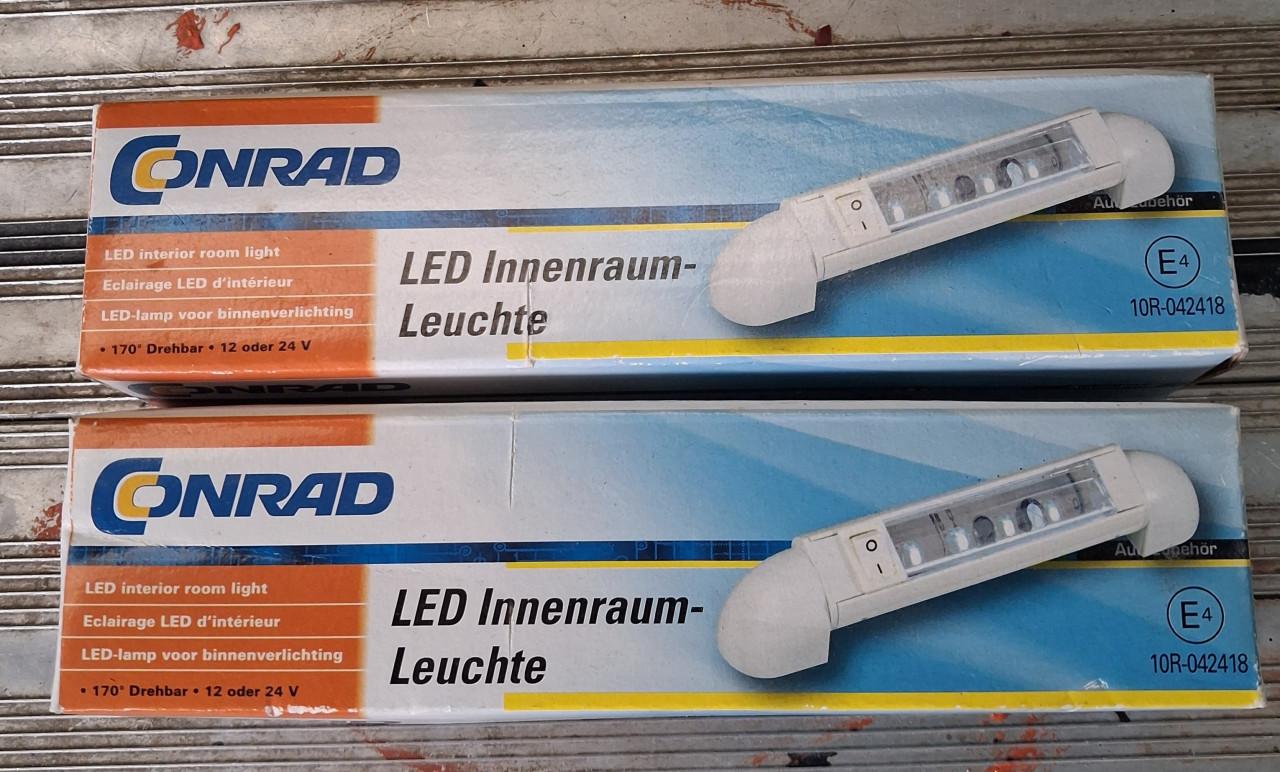 CONRAD
LED interior room light
Eclairage LED d'intérieur
LED-lamp voor binnenverlichting
• 170° Drehbar • 12 oder 24 V
LED Innenraum-
Leuchte
O
I
E4
10R-042418
CONRAD
CONRAD
LED interior room light
Eclairage LED d'intérieur
LED-lamp voor binnenverlichting
• 170° Drehbar • 12 oder 24 V
LED Innenraum-
Leuchte
O
I
E4
10R-042418